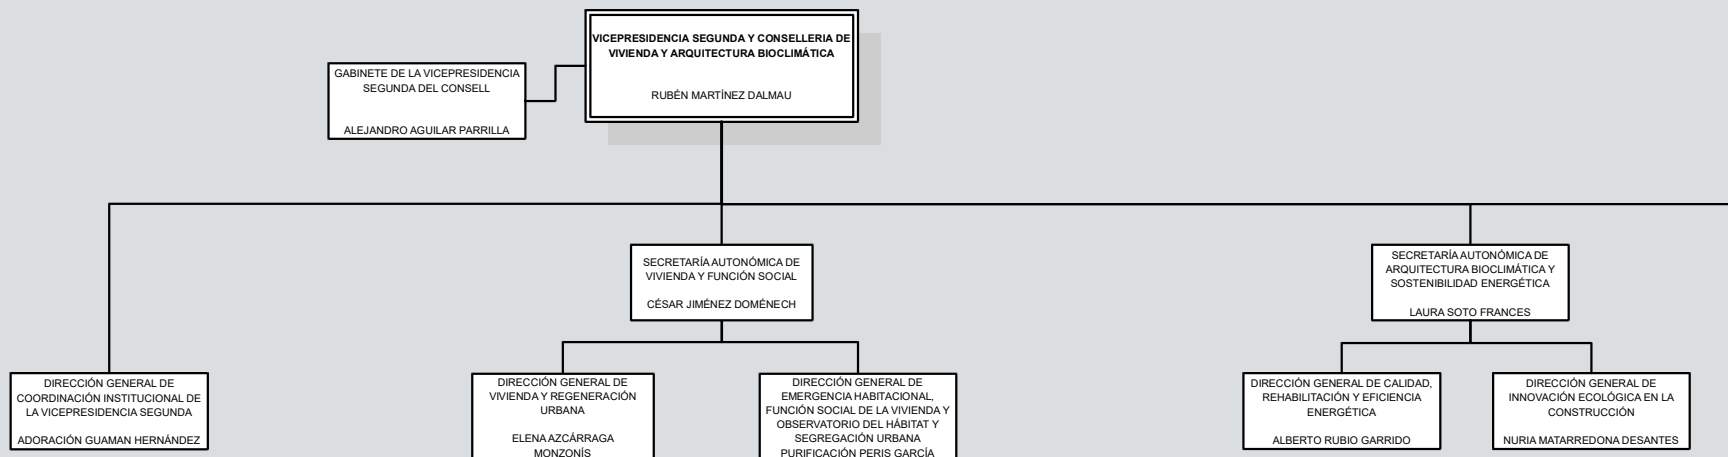 VICEPRESIDENCIA SEGUNDA Y CONSELLERIA DE
VIVIENDA Y ARQUITECTURA BIOCLIMÁTICA
RUBÉN MARTÍNEZ DALMAU
GABINETE DE LA VICEPRESIDENCIA
SEGUNDA DEL CONSELL
ALEJANDRO AGUILAR PARRILLA
SECRETARÍA AUTONÓMICA DE
VIVIENDA Y FUNCIÓN SOCIAL
CÉSAR JIMÉNEZ DOMÉNECH
SECRETARÍA AUTONÓMICA DE
ARQUITECTURA BIOCLIMÁTICA Y
SOSTENIBILIDAD ENERGÉTICA
LAURA SOTO FRANCES
DIRECCIÓN GENERAL DE
COORDINACIÓN INSTITUCIONAL DE
LA VICEPRESIDENCIA SEGUNDA
ADORACIÓN GUAMAN HERNÁNDEZ
DIRECCIÓN GENERAL DE
VIVIENDA Y REGENERACIÓN
URBANA
ELENA AZCÁRRAGA
MONZONÍS
DIRECCIÓN GENERAL DE
EMERGENCIA HABITACIONAL,
FUNCIÓN SOCIAL DE LA VIVIENDA Y
OBSERVATORIO DEL HÁBITAT Y
SEGREGACIÓN URBANA
PURIFICACIÓN PERIS GARCÍA
DIRECCIÓN GENERAL DE CALIDAD,
REHABILITACIÓN Y EFICIENCIA
ENERGÉTICA
ALBERTO RUBIO GARRIDO
DIRECCIÓN GENERAL DE
INNOVACIÓN ECOLÓGICA EN LA
CONSTRUCCIÓN
NURIA MATARREDONA DESANTES